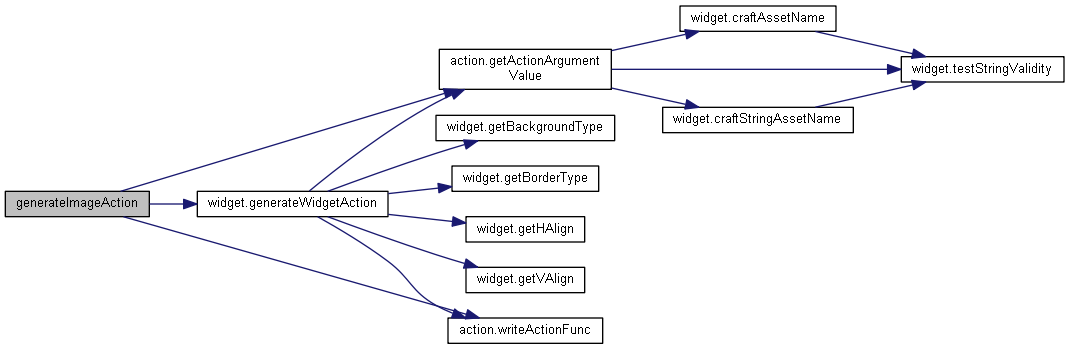 generateImageAction
widget.generateWidgetAction
action.getActionArgument
Value
widget.getBackgroundType
widget.getBorderType
widget.getHAlign
widget.getVAlign
action.writeActionFunc
widget.craftAssetName
widget.craftStringAssetName
widget.testStringValidity